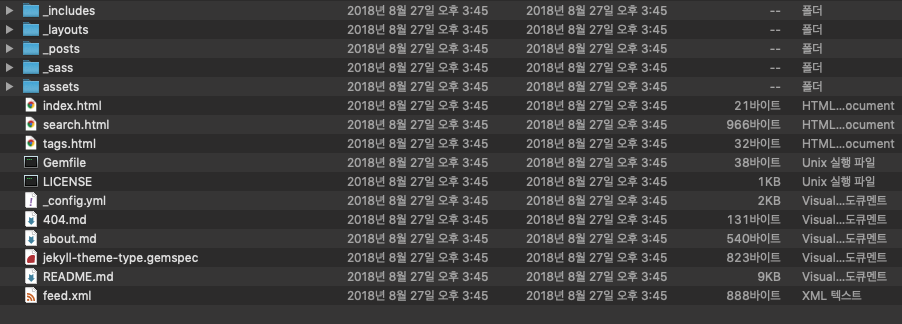 _includes 2018년 8월 27일 오후 3:45 2018년 8월 27일 오후 3:45 -- 폴더
_layouts 2018년 8월 27일 오후 3:45 2018년 8월 27일 오후 3:45 -- 폴더
_posts 2018년 8월 27일 오후 3:45 2018년 8월 27일 오후 3:45 -- 폴더
_sass 2018년 8월 27일 오후 3:45 2018년 8월 27일 오후 3:45 -- 폴더
assets 2018년 8월 27일 오후 3:45 2018년 8월 27일 오후 3:45 -- 폴더
index.html 2018년 8월 27일 오후 3:45 2018년 8월 27일 오후 3:45 21바이트 HTML...ocument
search.html 2018년 8월 27일 오후 3:45 2018년 8월 27일 오후 3:45 966바이트 HTML...ocument
tags.html 2018년 8월 27일 오후 3:45 2018년 8월 27일 오후 3:45 32바이트 HTML...ocument
Gemfile 2018년 8월 27일 오후 3:45 2018년 8월 27일 오후 3:45 38바이트 Unix 실행 파일
LICENSE 2018년 8월 27일 오후 3:45 2018년 8월 27일 오후 3:45 1KB Unix 실행 파일
_config.yml 2018년 8월 27일 오후 3:45 2018년 8월 27일 오후 3:45 2KB Visual...도큐멘트
404.md 2018년 8월 27일 오후 3:45 2018년 8월 27일 오후 3:45 131바이트 Visual...도큐멘트
about.md 2018년 8월 27일 오후 3:45 2018년 8월 27일 오후 3:45 540바이트 Visual...도큐멘트
jekyll-theme-type.gemspec 2018년 8월 27일 오후 3:45 2018년 8월 27일 오후 3:45 823바이트 Visual...도큐멘트
README.md 2018년 8월 27일 오후 3:45 2018년 8월 27일 오후 3:45 9KB Visual...도큐멘트
feed.xml 2018년 8월 27일 오후 3:45 2018년 8월 27일 오후 3:45 888바이트 XML 텍스트